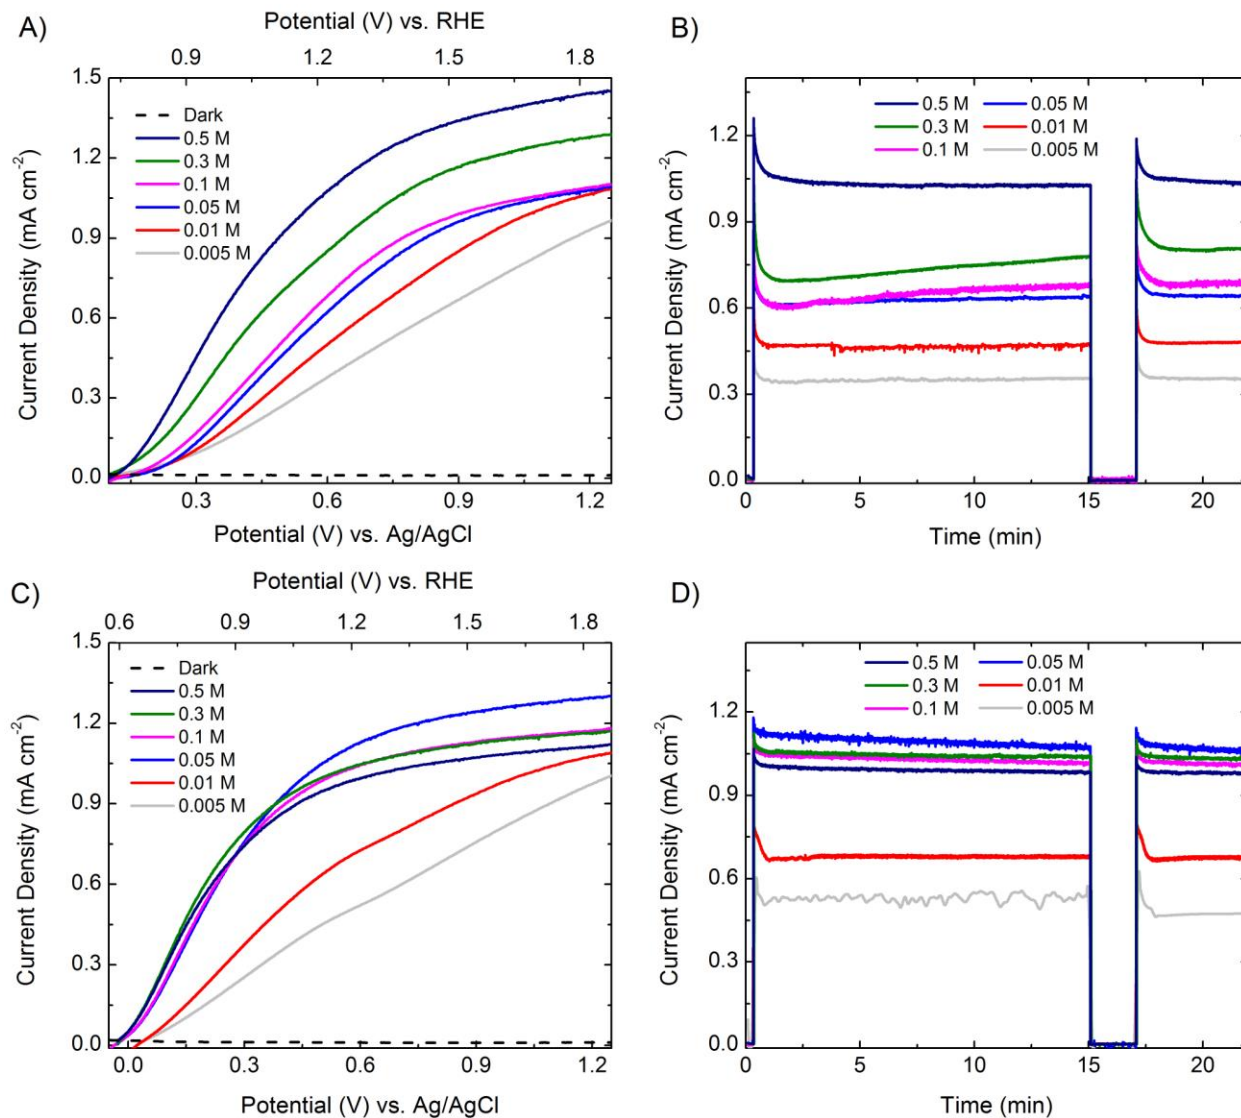 A)
Potential (V) vs. RHE
0.9 1.2 1.5 1.8
1.5
1.2
0.9
0.6
0.3
0.0
Current Density (mA cm-2)
Dark
0.5 M
0.3 M
0.1 M
0.05 M
0.01 M
0.005 M
0.3 0.6 0.9 1.2
Potential (V) vs. Ag/AgCl
B)
1.2
0.9
0.6
0.3
0.0
Current Density (mA cm-2)
0.5 M 0.05 M
0.3 M 0.01 M
0.1 M 0.005 M
0 5 10 15 20
Time (min)
C)
Potential (V) vs. RHE
0.6 0.9 1.2 1.5 1.8
1.5
1.2
0.9
0.6
0.3
0.0
Current Density (mA cm-2)
Dark
0.5 M
0.3 M
0.1 M
0.05 M
0.01 M
0.005 M
0.0 0.3 0.6 0.9 1.2
Potential (V) vs. Ag/AgCl
D)
1.2
0.9
0.6
0.3
0.0
Current Density (mA cm-2)
0.5 M 0.05 M
0.3 M 0.01 M
0.1 M 0.005 M
0 5 10 15 20
Time (min)